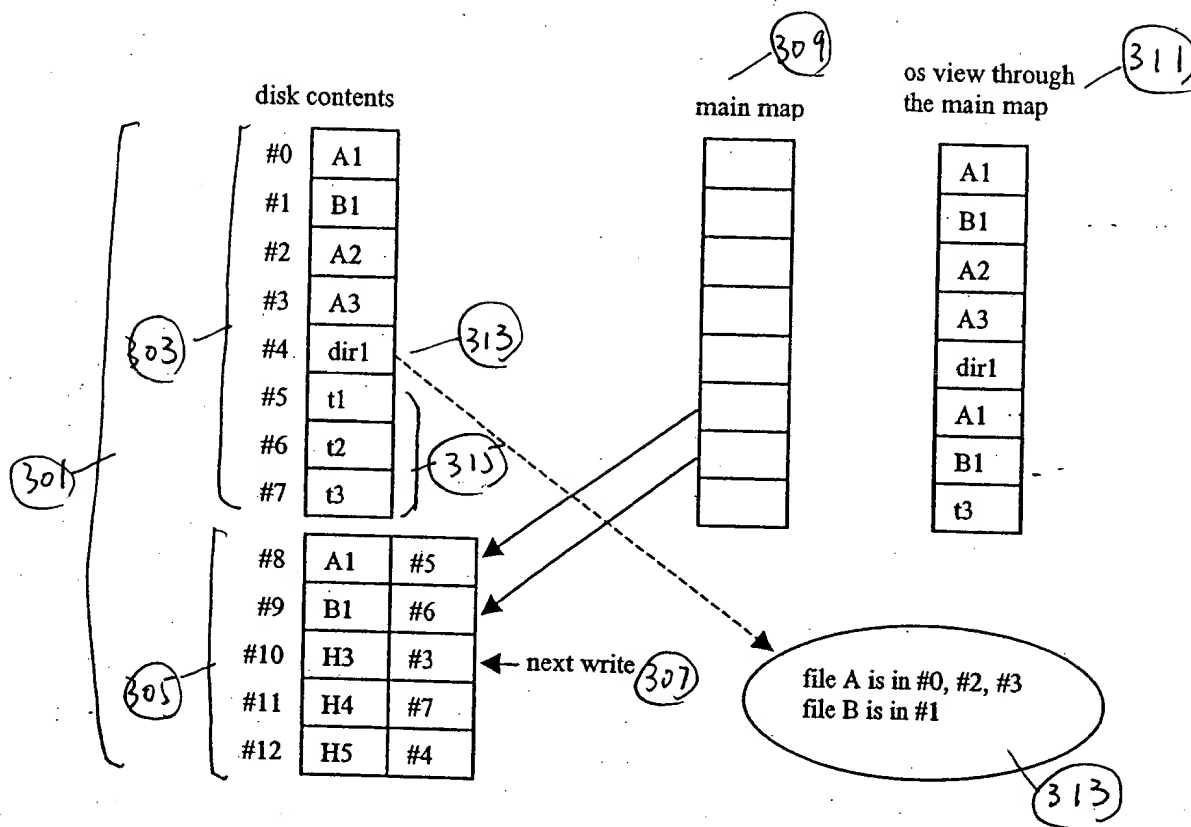 309
311
os view through
the main map
disk contents
main map
#0 A1
A1
#1 B1
B1
#2 A2
A2
#3 A3
A3
303
313
#4 dir1
dir1
#5 t1
A1
#6 t2
315
B1
301
#7 t3
t3
#8 A1 #5
#9 B1 #6
#10 H3 #3
next write 307
305
#11 H4 #7
#12 H5 #4
file A is in #0, #2, #3
file B is in #1
313